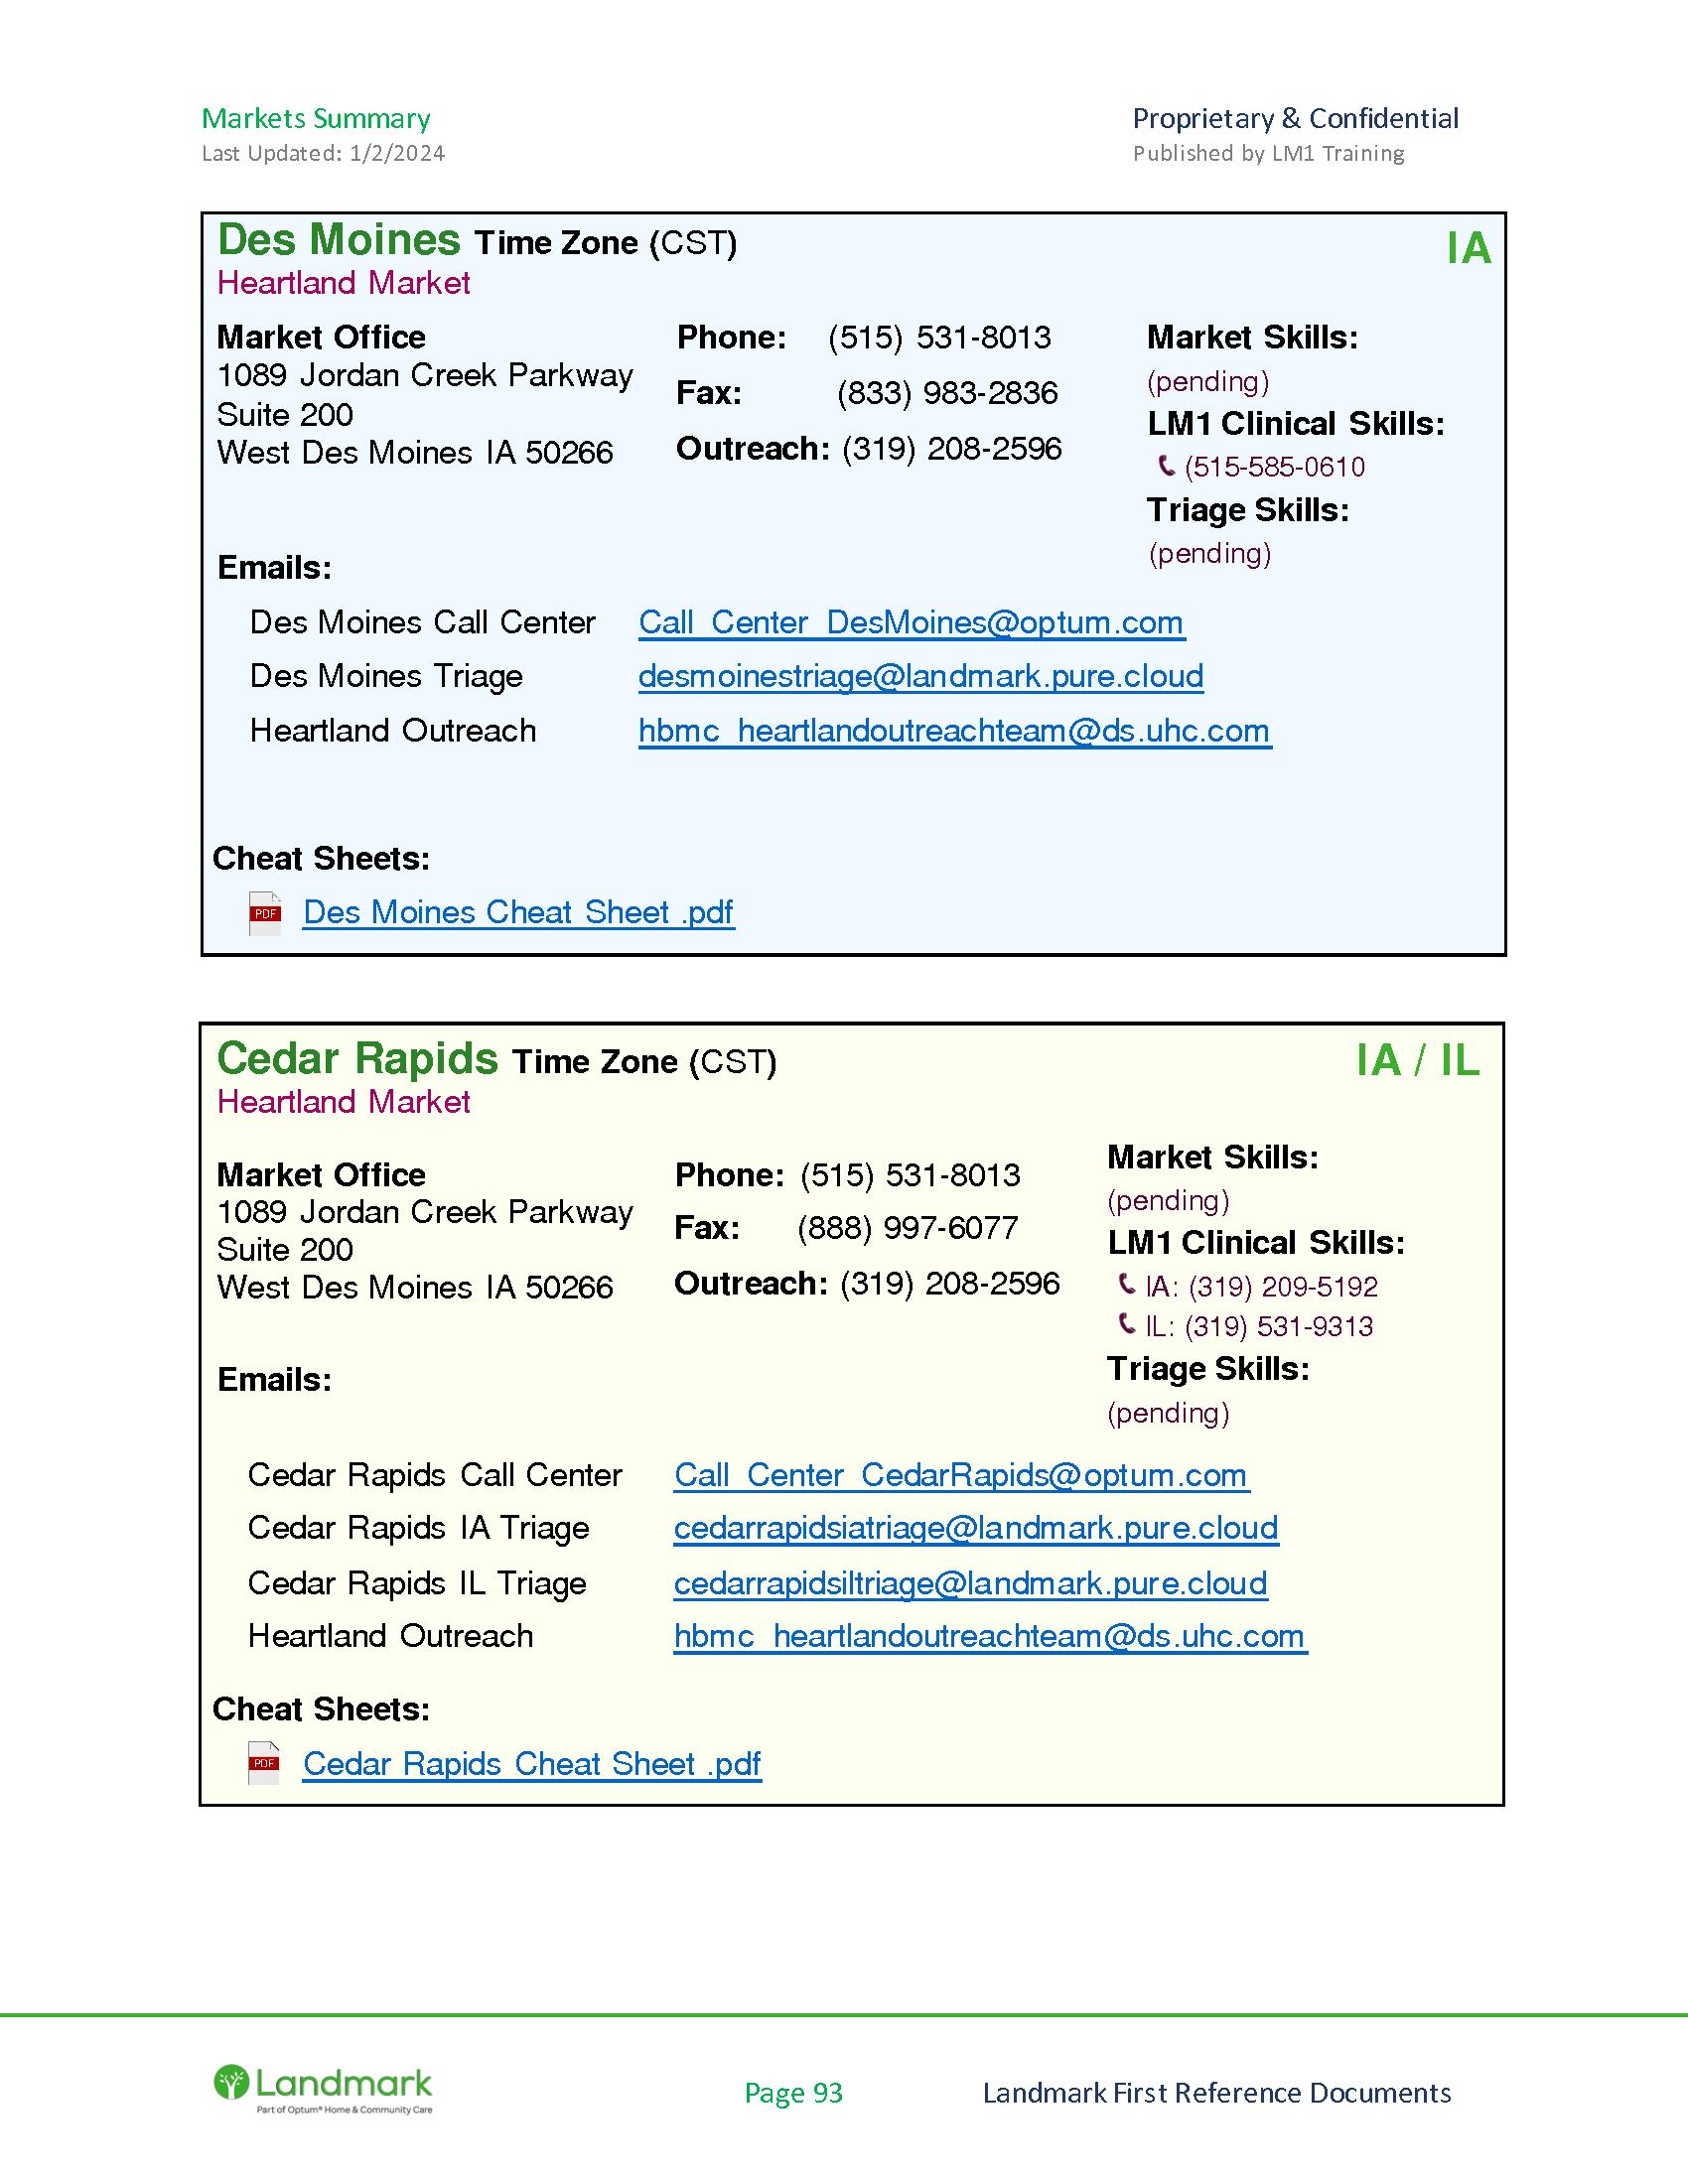 Markets Summary
Last Updated: 1/2/2024
Proprietary & Confidential
Published by LM1 Training
Des Moines Time Zone (CST)
IA
Heartland Market
Market Office
1089 Jordan Creek Parkway
Suite 200
West Des Moines IA 50266
Phone: (515) 531-8013
Fax: (833) 983-2836
Outreach: (319) 208-2596
Market Skills:
(pending)
LM1 Clinical Skills:
(515-585-0610
Triage Skills:
(pending)
Emails:
Des Moines Call Center Call_Center_DesMoines@optum.com
Des Moines Triage desmoinestriage@landmark.pure.cloud
Heartland Outreach hbmc_heartlandoutreachteam@ds.uhc.com
Cheat Sheets:
PDF Des Moines Cheat Sheet .pdf
Cedar Rapids Time Zone (CST)
IA / IL
Heartland Market
Market Office
1089 Jordan Creek Parkway
Suite 200
West Des Moines IA 50266
Phone: (515) 531-8013
Fax: (888) 997-6077
Outreach: (319) 208-2596
Market Skills:
(pending)
LM1 Clinical Skills:
IA: (319) 209-5192
IL: (319) 531-9313
Triage Skills:
(pending)
Emails:
Cedar Rapids Call Center Call_Center_CedarRapids@optum.com
Cedar Rapids IA Triage cedarrapidsiatriage@landmark.pure.cloud
Cedar Rapids IL Triage cedarrapidsiltriage@landmark.pure.cloud
Heartland Outreach hbmc_heartlandoutreachteam@ds.uhc.com
Cheat Sheets:
PDF Cedar Rapids Cheat Sheet .pdf
Landmark
Part of Optum® Home & Community Care
Page 93
Landmark First Reference Documents